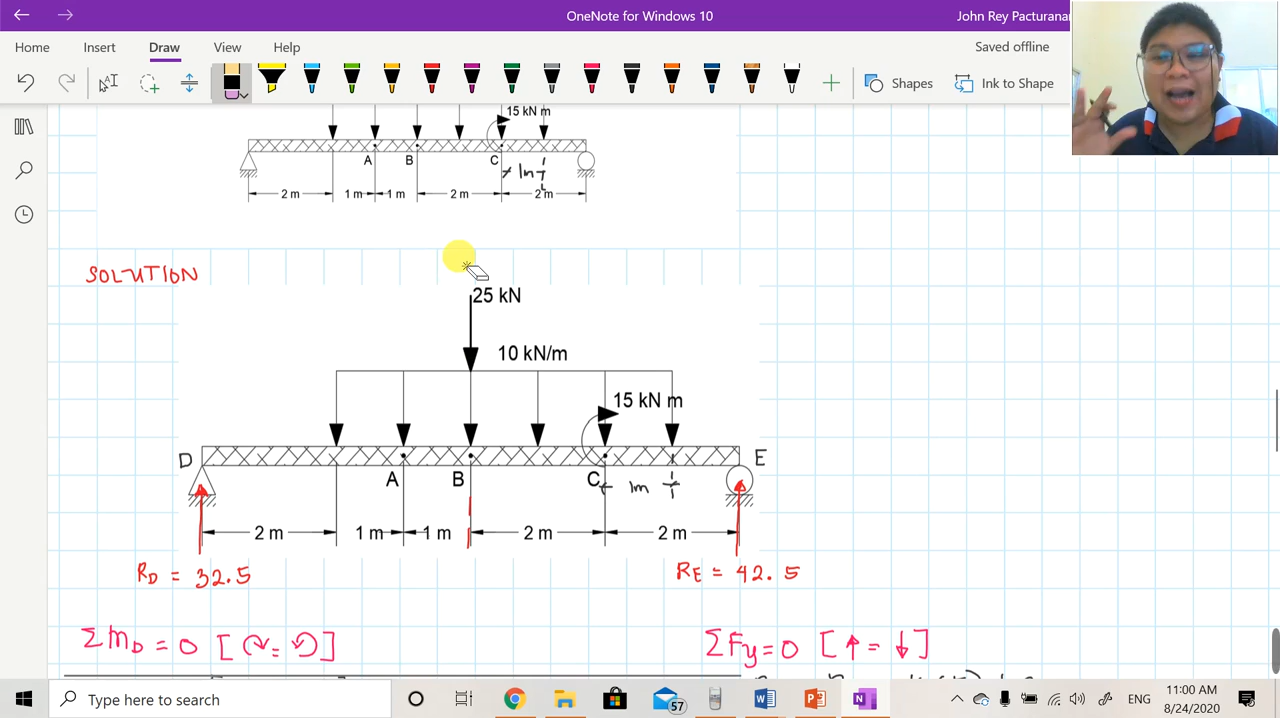 OneNote for Windows 10
John Rey Pacturana
Home Insert Draw View Help
Saved offline
Shapes
Ink to Shape
15 kN m
A B C
1m
2 m 1 m 1 m 2 m 2 m
SOLUTION
25 kN
10 kN/m
15 kN m
D E
A B C
1m
2 m 1 m 1 m 2 m 2 m
RD = 32.5
RE = 42.5
ΣMD = 0 [↷ = ↶]
ΣFy = 0 [↑ = ↓]
Type here to search
57
ENG
11:00 AM
8/24/2020